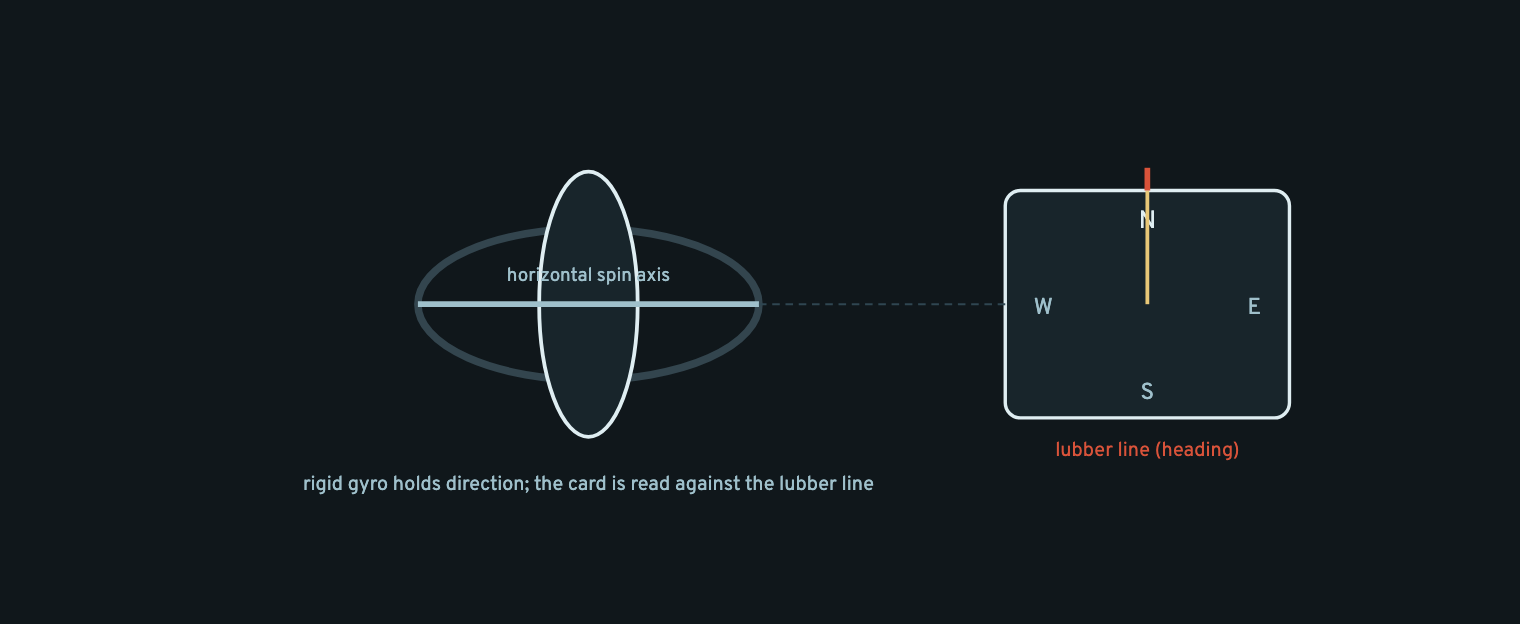 N
horizontal spin axis
W
E
S
lubber line (heading)
rigid gyro holds direction; the card is read against the lubber line